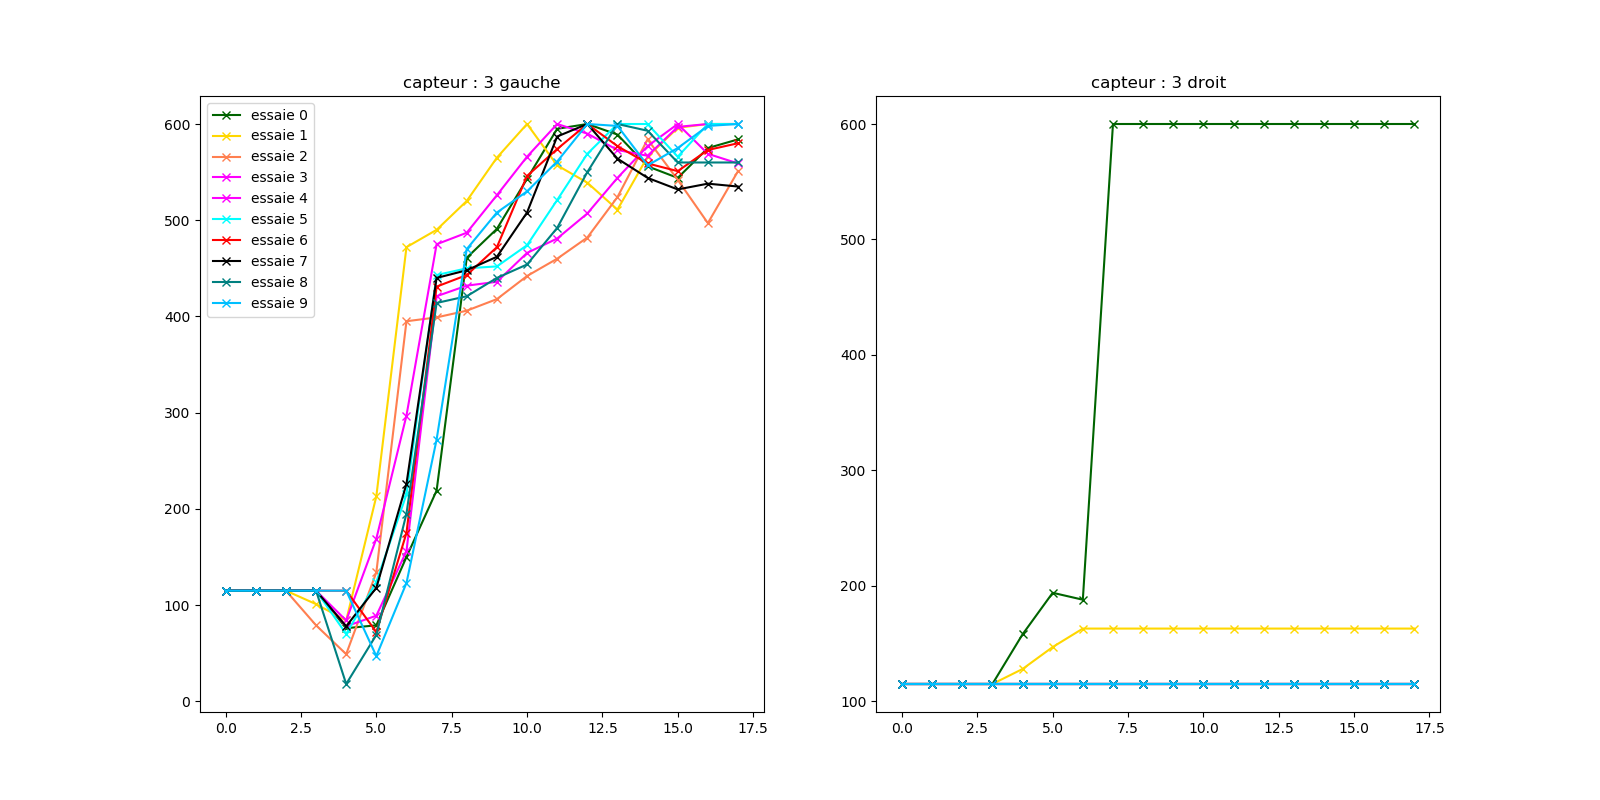 capteur : 3 gauche
600
500
400
300
200
100
0
0.0 2.5 5.0 7.5 10.0 12.5 15.0 17.5
essaie 0
essaie 1
essaie 2
essaie 3
essaie 4
essaie 5
essaie 6
essaie 7
essaie 8
essaie 9
capteur : 3 droit
600
500
400
300
200
100
0.0 2.5 5.0 7.5 10.0 12.5 15.0 17.5